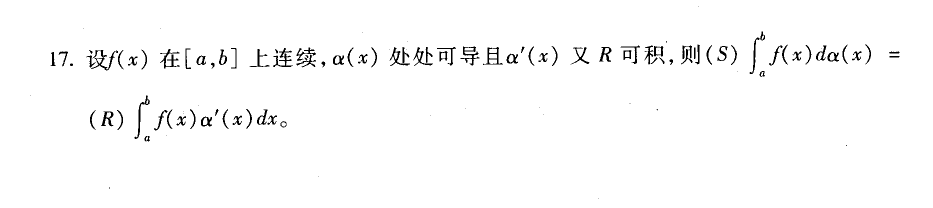 17. 设f(x) 在[a,b] 上连续,α(x) 处处可导且α′(x) 又 R 可积,则(S) ∫_a^b f(x)dα(x) =
(R) ∫_a^b f(x)α′(x)dx。